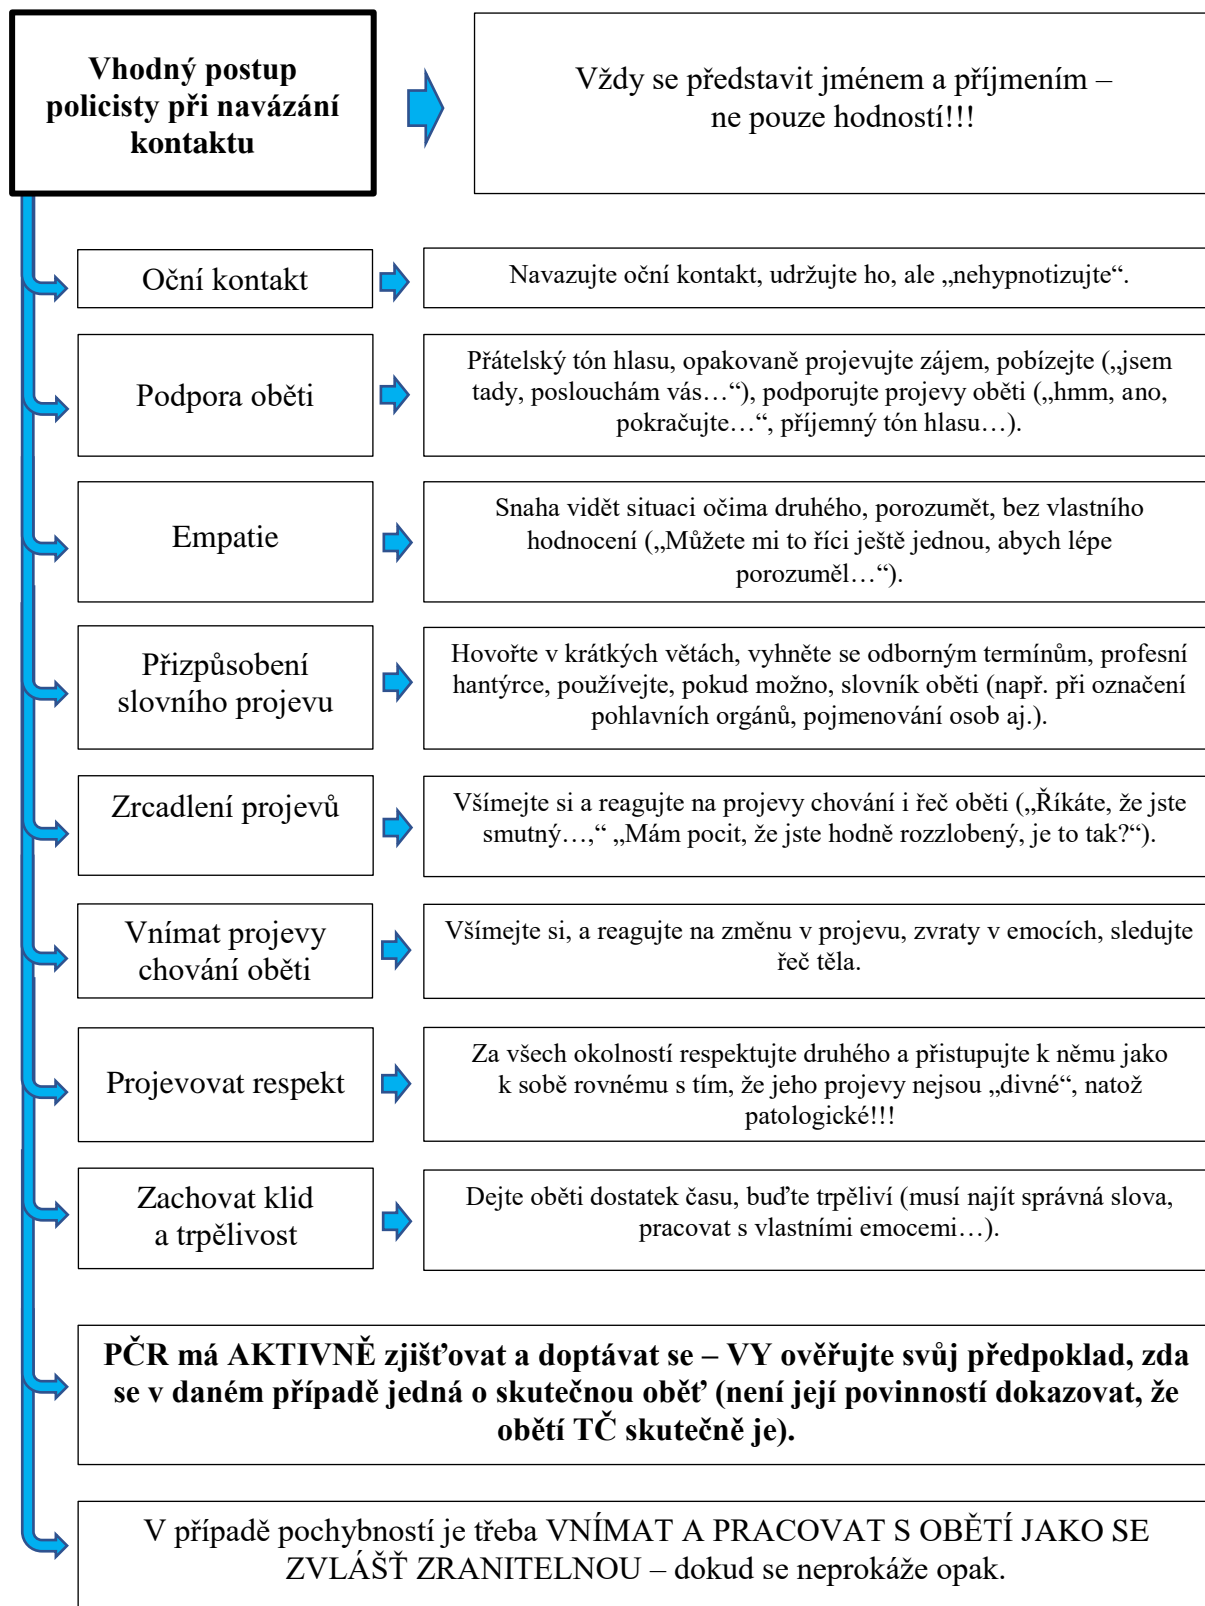 Vhodný postup
policisty při navázání
kontaktu
Vždy se představit jménem a příjmením –
ne pouze hodností!!!
Oční kontakt
Navazujte oční kontakt, udržujte ho, ale „nehypnotizujte“.
Podpora oběti
Přátelský tón hlasu, opakovaně projevujte zájem, pobízejte („jsem
tady, poslouchám vás…“), podporujte projevy oběti („hmm, ano,
pokračujte…“, příjemný tón hlasu…).
Empatie
Snaha vidět situaci očima druhého, porozumět, bez vlastního
hodnocení („Můžete mi to říci ještě jednou, abych lépe
porozuměl…“).
Přizpůsobení
slovního projevu
Hovořte v krátkých větách, vyhněte se odborným termínům, profesní
hantýrce, používejte, pokud možno, slovník oběti (např. při označení
pohlavních orgánů, pojmenování osob aj.).
Zrcadlení projevů
Všímejte si a reagujte na projevy chování i řeč oběti („Říkáte, že jste
smutný…,“ „Mám pocit, že jste hodně rozzlobený, je to tak?“).
Vnímat projevy
chování oběti
Všímejte si, a reagujte na změnu v projevu, zvraty v emocích, sledujte
řeč těla.
Projevovat respekt
Za všech okolností respektujte druhého a přistupujte k němu jako
k sobě rovnému s tím, že jeho projevy nejsou „divné“, natož
patologické!!!
Zachovat klid
a trpělivost
Dejte oběti dostatek času, buďte trpěliví (musí najít správná slova,
pracovat s vlastními emocemi…).
PČR má AKTIVNĚ zjišťovat a doptávat se – VY ověřujte svůj předpoklad, zda
se v daném případě jedná o skutečnou oběť (není její povinností dokazovat, že
obětí TČ skutečně je).
V případě pochybností je třeba VNÍMAT A PRACOVAT S OBĚTÍ JAKO SE
ZVLÁŠŤ ZRANITELNOU – dokud se neprokáže opak.